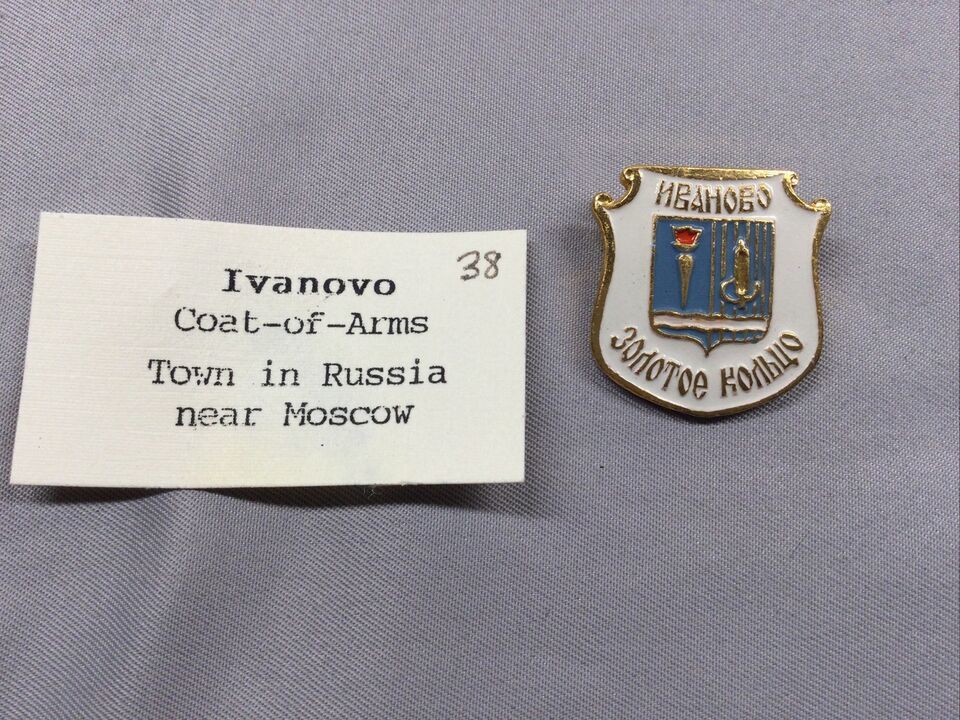 38
Ivanovo
Coat-of-Arms
Town in Russia
near Moscow
ИВАНОВО
ЗОЛОТОЕ КОЛЬЦО